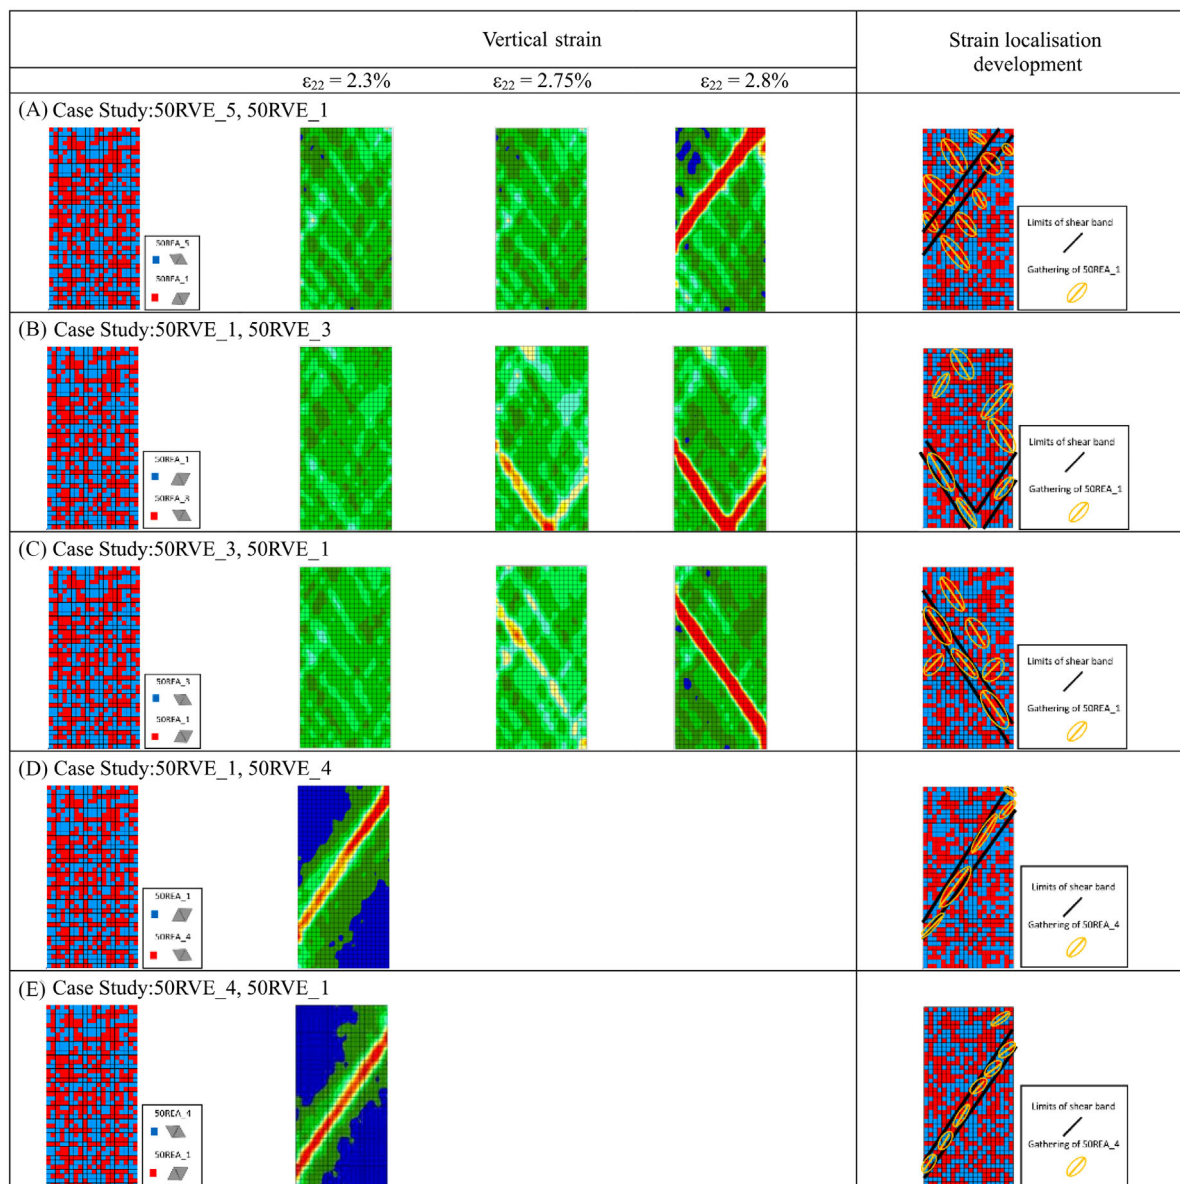 Vertical strain
Strain localisation
development
ε22 = 2.3%
ε22 = 2.75%
ε22 = 2.8%
(A) Case Study:50RVE_5, 50RVE_1
50REA_5
50REA_1
Limits of shear band
Gathering of 50REA_1
(B) Case Study:50RVE_1, 50RVE_3
50REA_1
50REA_3
Limits of shear band
Gathering of 50REA_1
(C) Case Study:50RVE_3, 50RVE_1
50REA_3
50REA_1
Limits of shear band
Gathering of 50REA_1
(D) Case Study:50RVE_1, 50RVE_4
50REA_1
50REA_4
Limits of shear band
Gathering of 50REA_4
(E) Case Study:50RVE_4, 50RVE_1
50REA_4
50REA_1
Limits of shear band
Gathering of 50REA_4